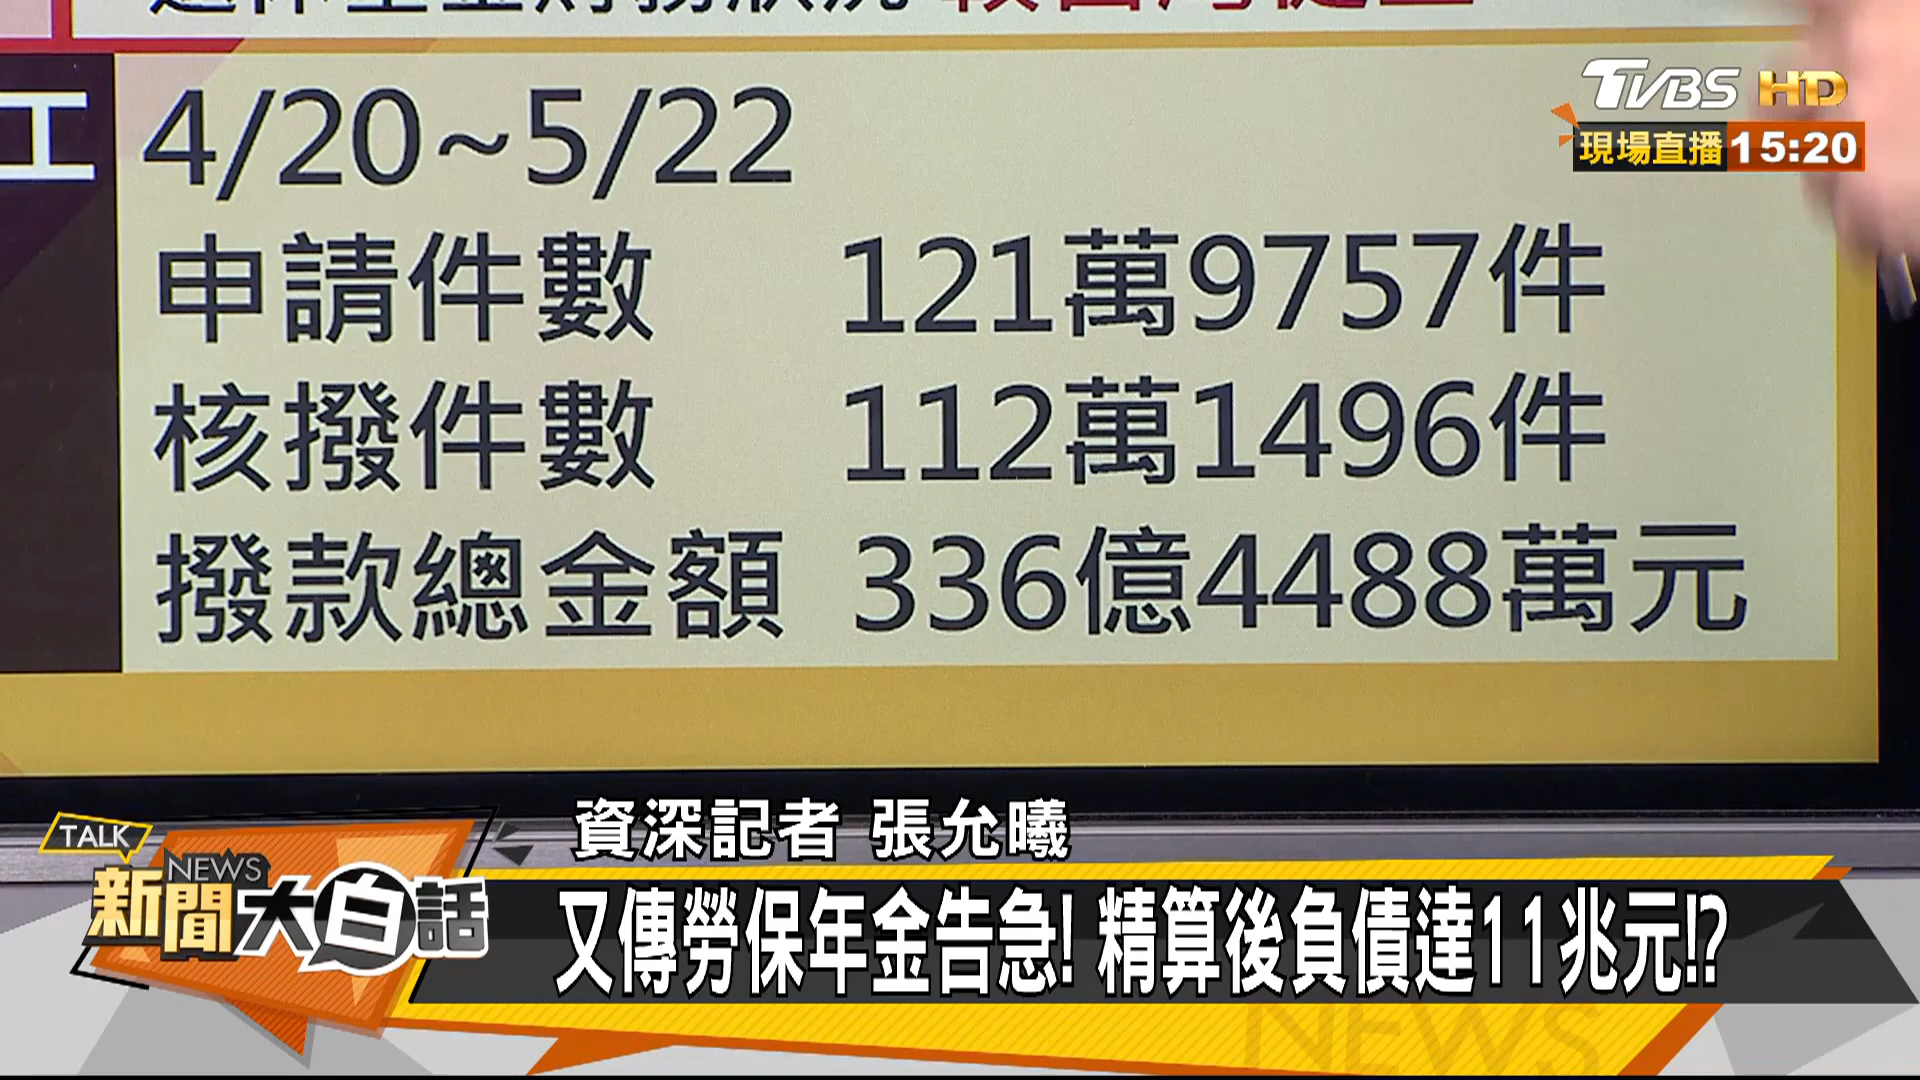 4/20~5/22
申請件數 121萬9757件
核撥件數 112萬1496件
撥款總金額 336億4488萬元
TVBS HD
現場直播 15:20
資深記者 張允曦
又傳勞保年金告急! 精算後負債達11兆元!?
TALK
NEWS
新聞大白話
NEWS